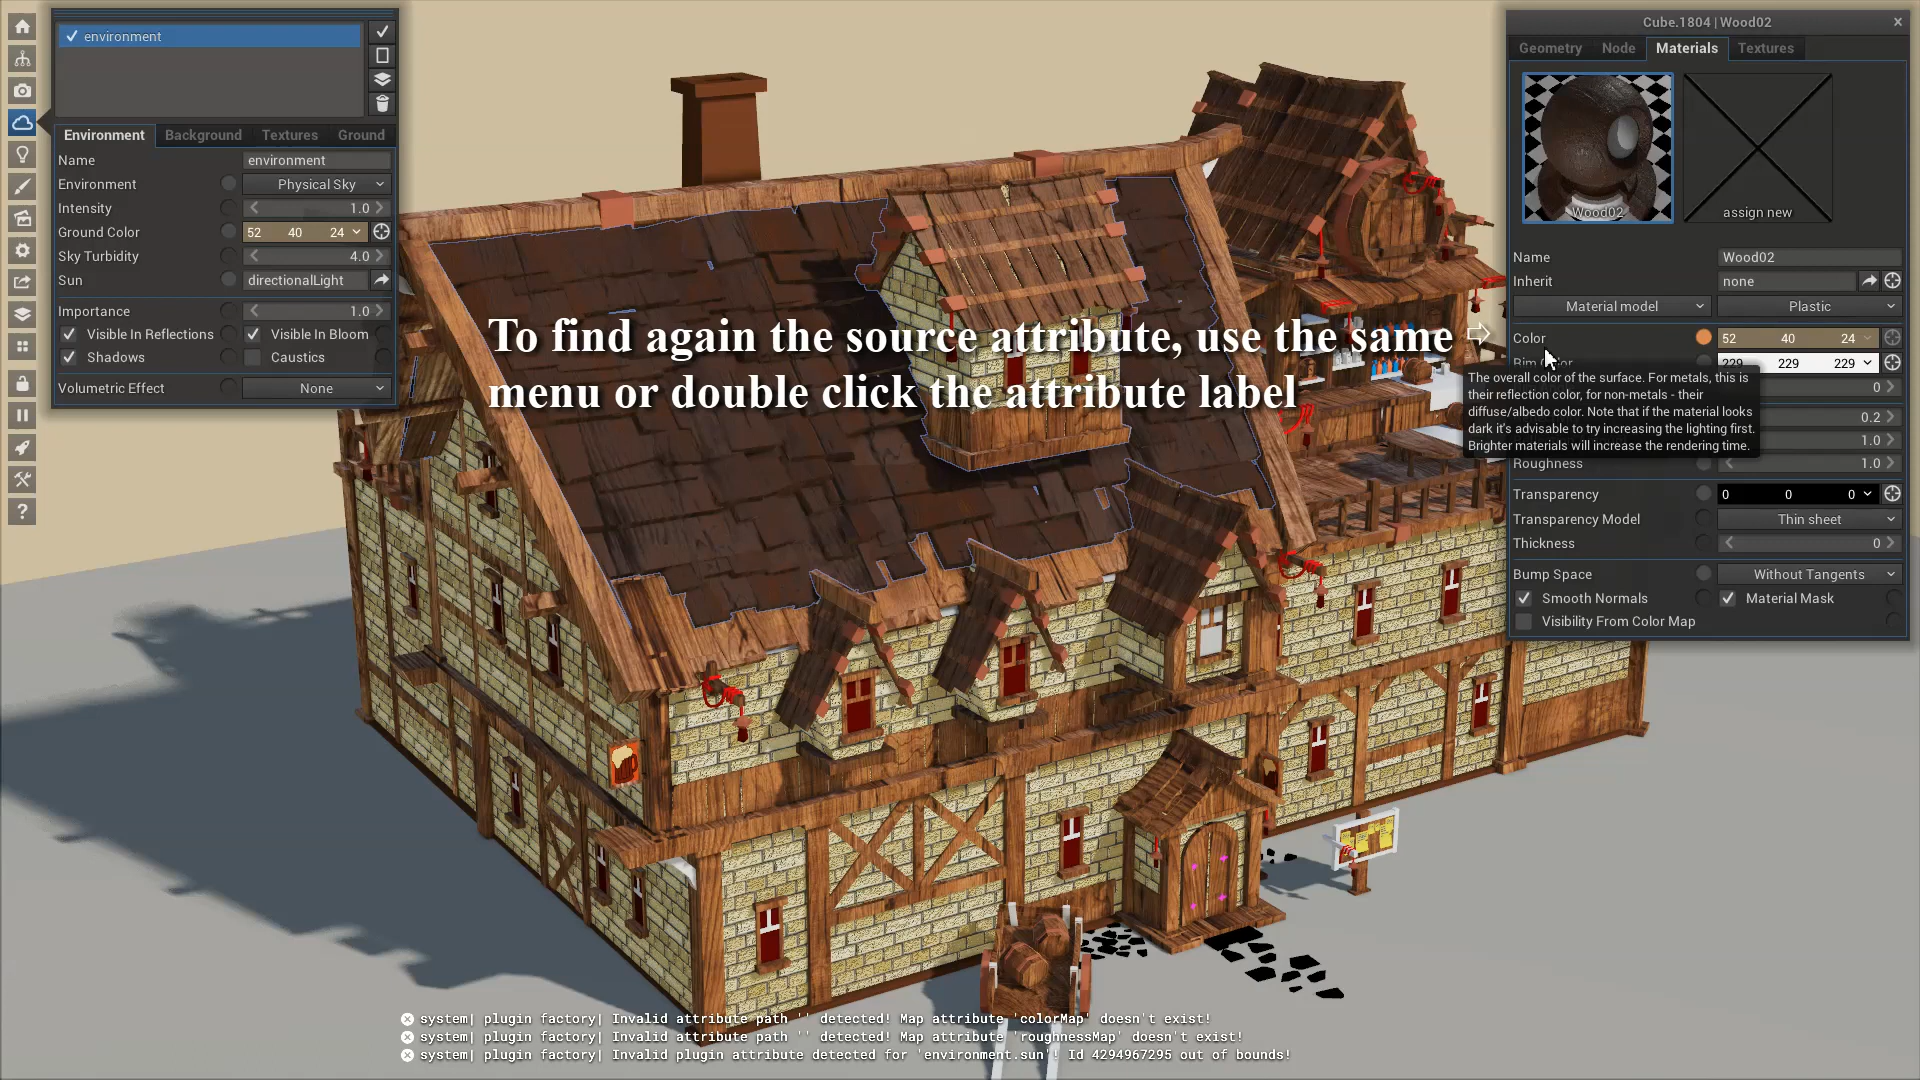 environment
Environment
Background
Textures
Ground
Name
environment
Environment
Physical Sky
Intensity
1.0
Ground Color
52 40 24
Sky Turbidity
4.0
Sun
directionalLight
Importance
1.0
Visible In Reflections
Visible In Bloom
Shadows
Caustics
Volumetric Effect
None
To find again the source attribute, use the same
menu or double click the attribute label
Cube.1804 | Wood02
Geometry
Node
Materials
Textures
Wood02
assign new
Name
Wood02
Inherit
none
Material model
Plastic
Color
52 40 24
Rim Color
229 229 229
The overall color of the surface. For metals, this is
their reflection color, for non-metals - their
diffuse/albedo color. Note that if the material looks
dark it's advisable to try increasing the lighting first.
Brighter materials will increase the rendering time.
0
0.2
1.0
Roughness
1.0
Transparency
0 0 0
Transparency Model
Thin sheet
Thickness
0
Bump Space
Without Tangents
Smooth Normals
Material Mask
Visibility From Color Map
system| plugin factory| Invalid attribute path '' detected! Map attribute 'colorMap' doesn't exist!
system| plugin factory| Invalid attribute path '' detected! Map attribute 'roughnessMap' doesn't exist!
system| plugin factory| Invalid plugin attribute detected for 'environment.sun'! Id 4294967295 out of bounds!